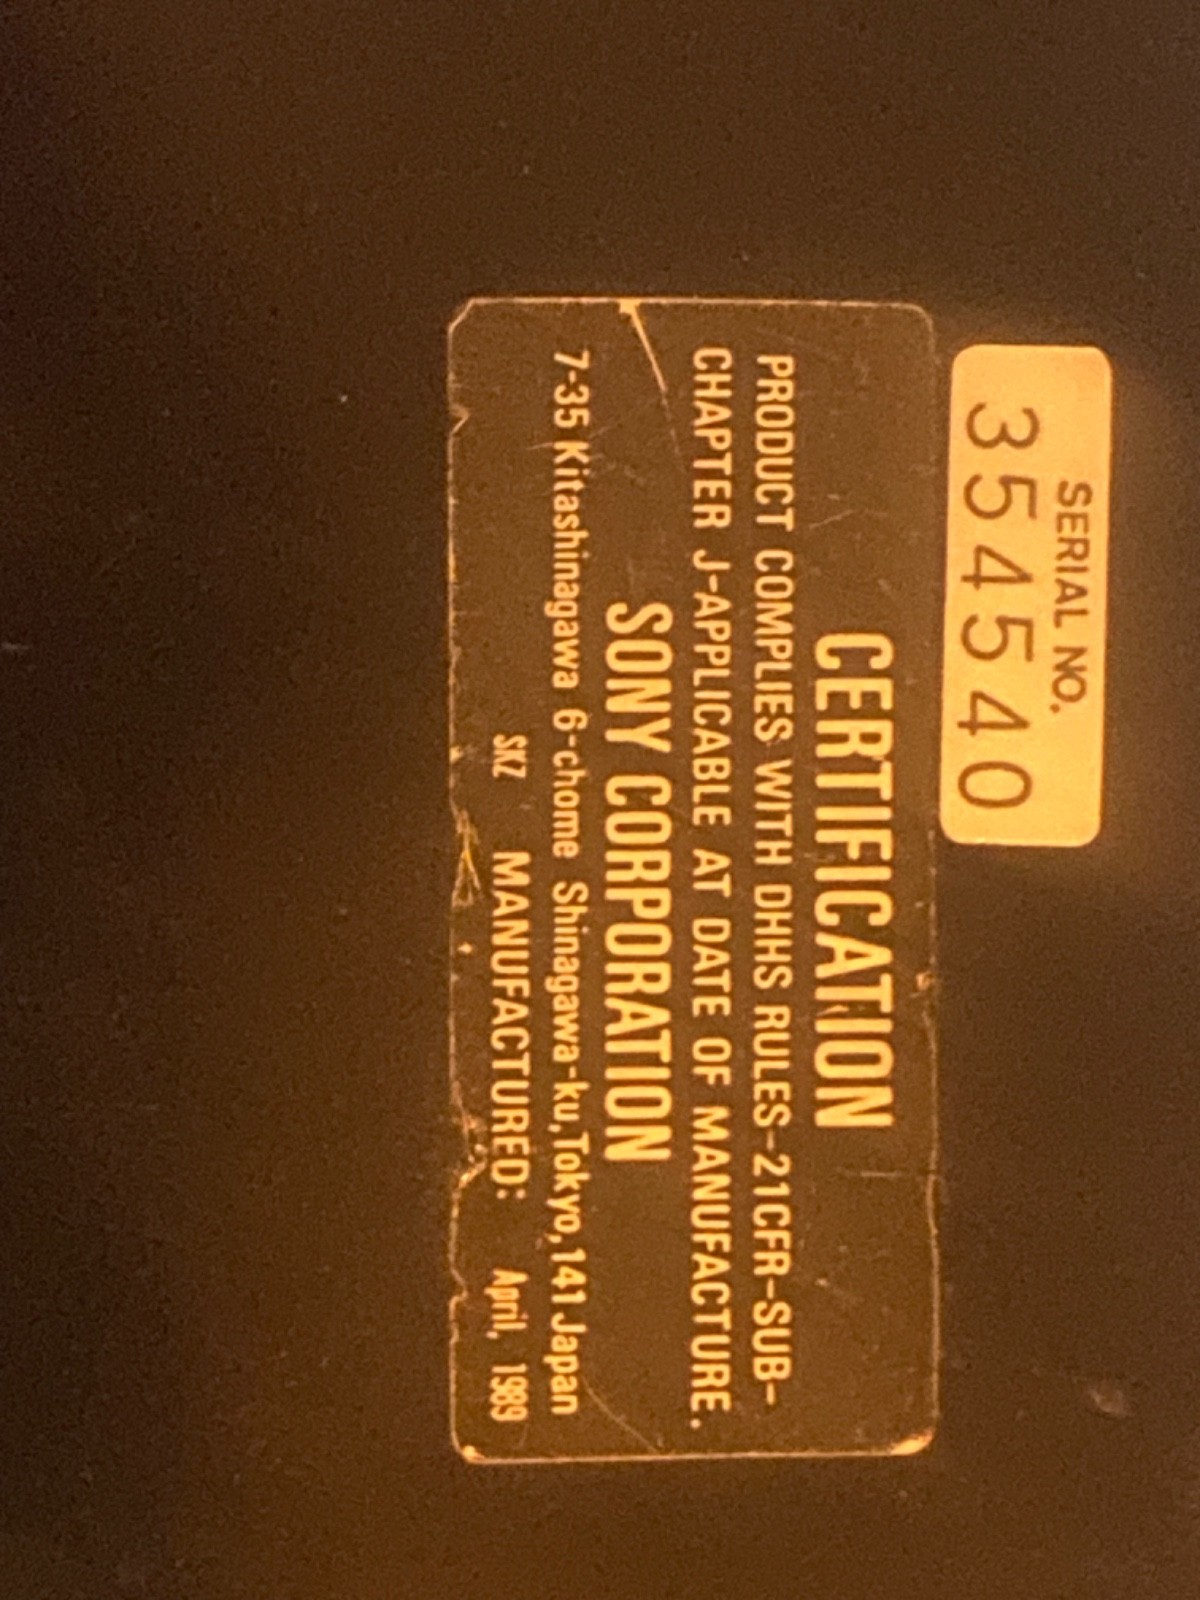 SERIAL NO.
354540
CERTIFICATION
PRODUCT COMPLIES WITH DHHS RULES-21CFR-SUB-
CHAPTER J-APPLICABLE AT DATE OF MANUFACTURE.
SONY CORPORATION
7-35 Kitashinagawa 6-chome Shinagawa-ku,Tokyo,141 Japan
SKZ MANUFACTURED: April, 1989